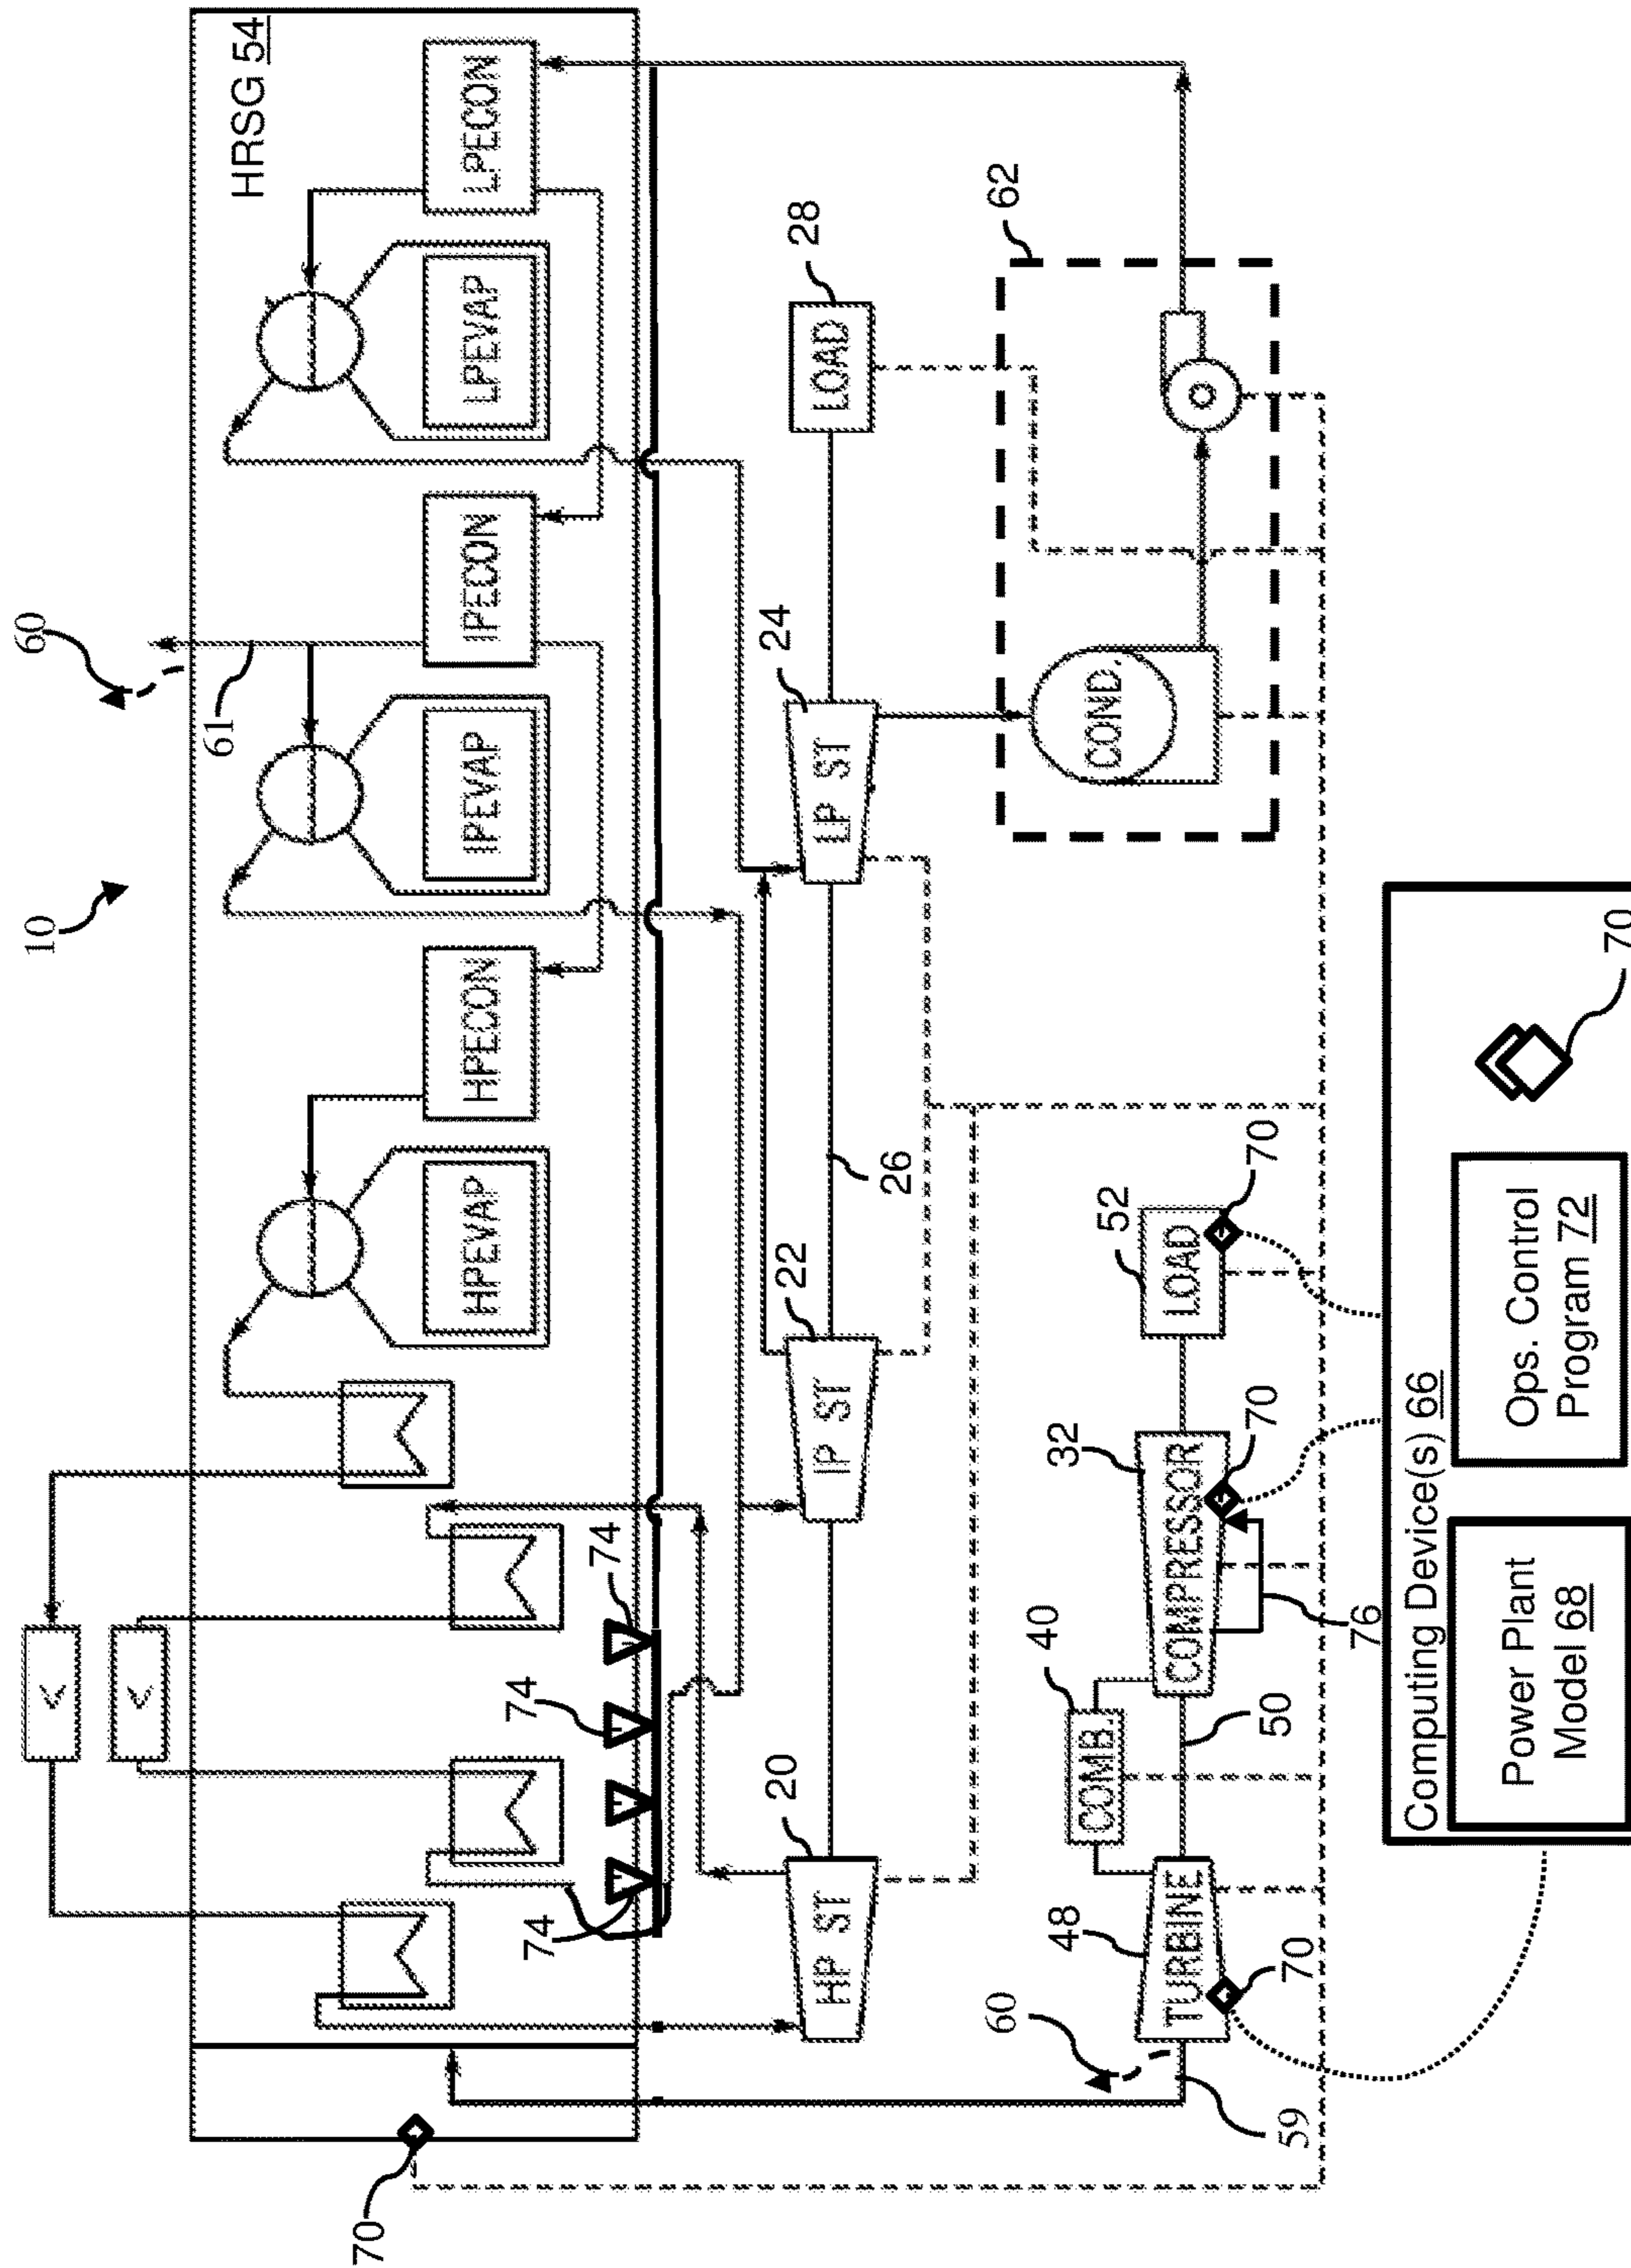 10
60
61
HRSG 54
<
<
HPEVAP
HPECON
IPEVAP
IPECON
LPEVAP
LPECON
70
74
74
74
HP ST
20
IP ST
22
26
LP ST
24
LOAD
28
62
COND.
60
59
TURBINE
48
70
COMB.
40
50
COMPRESSOR
32
70
76
LOAD
52
70
Computing Device(s) 66
Power Plant
Model 68
Ops. Control
Program 72
70